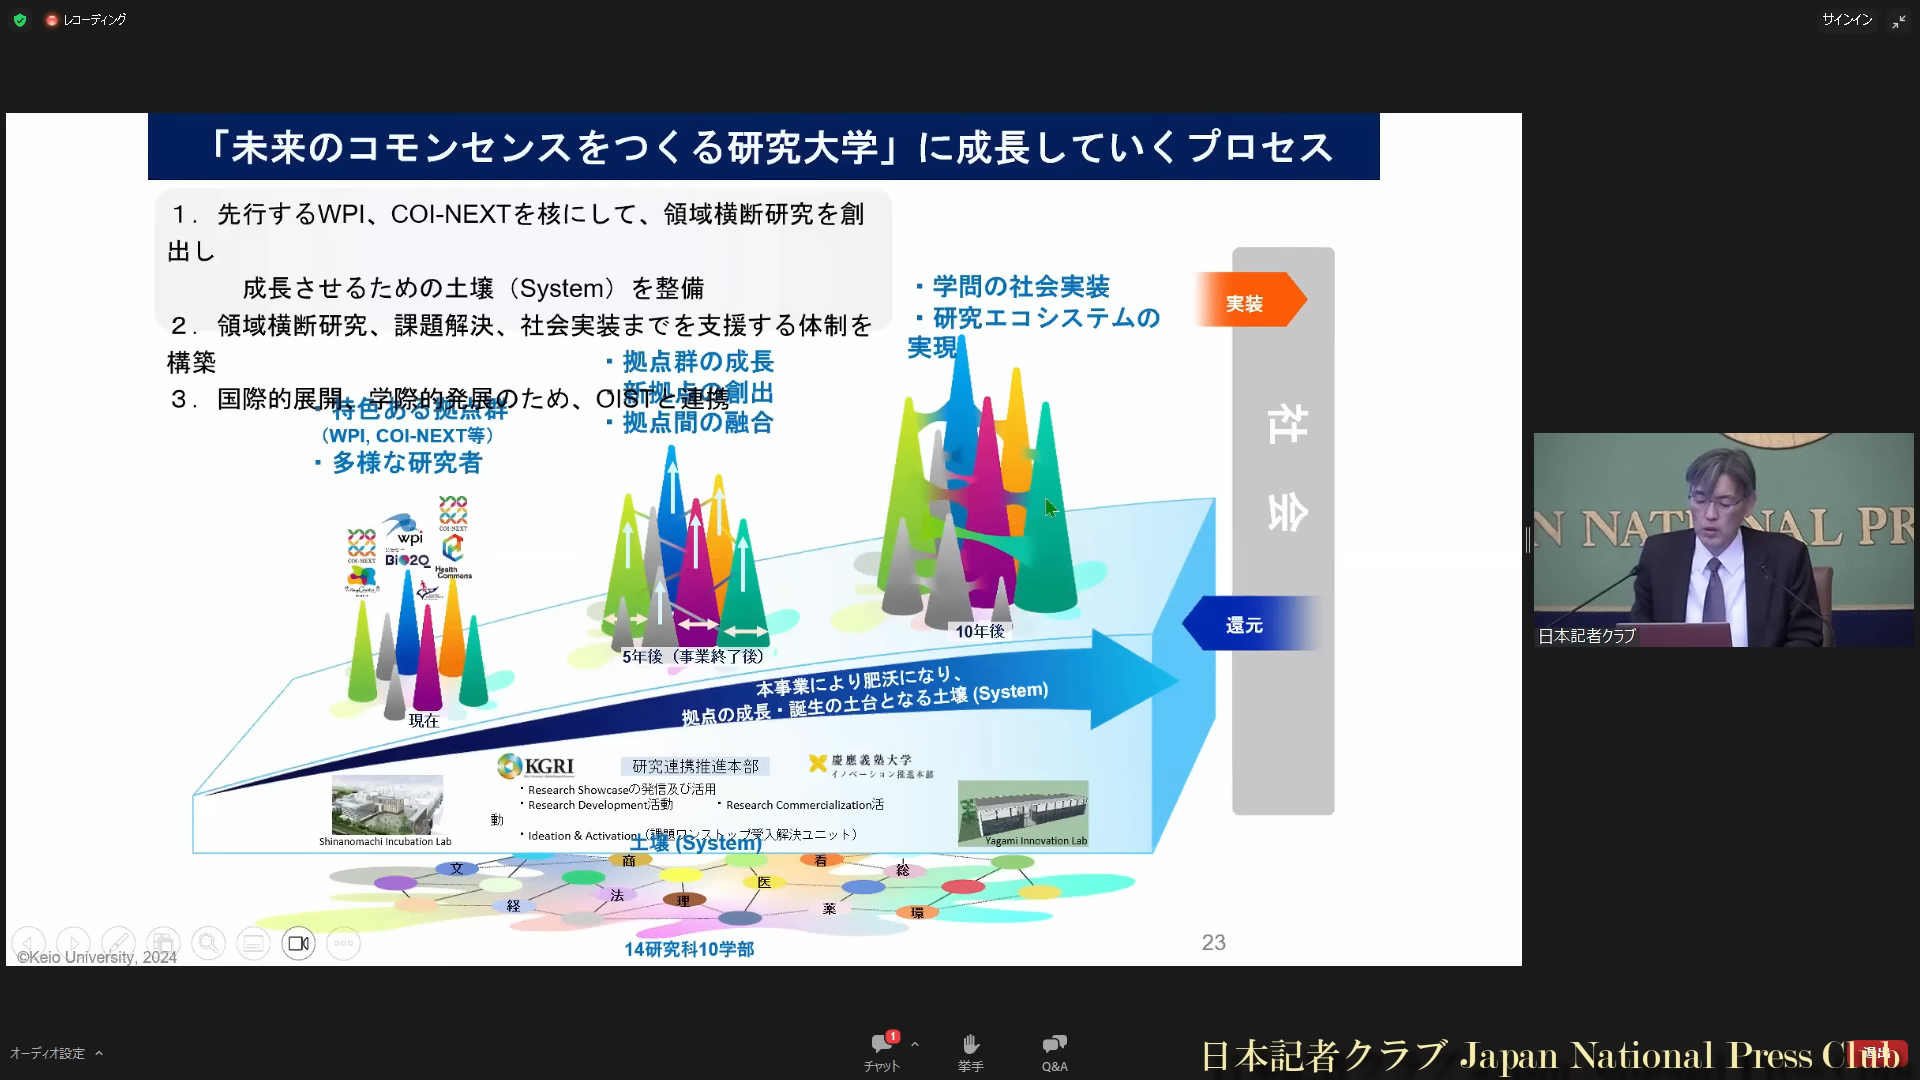 レコーディング
サインイン
「未来のコモンセンスをつくる研究大学」に成長していくプロセス
１．先行するWPI、COI-NEXTを核にして、領域横断研究を創
出し
成長させるための土壌（System）を整備
２．領域横断研究、課題解決、社会実装までを支援する体制を
構築
３．国際的展開、学際的発展のため、OISTと連携
・特色ある拠点群
（WPI, COI-NEXT等）
・多様な研究者
・拠点群の成長
・新拠点の創出
・拠点間の融合
・学問の社会実装
・研究エコシステムの
実現
実装
社会
還元
COI-NEXT
wpi
COI-NEXT
Bio2Q
Health
Commons
現在
5年後（事業終了後）
10年後
本事業により肥沃になり、
拠点の成長・誕生の土台となる土壌 (System)
KGRI
研究連携推進本部
慶應義塾大学
イノベーション推進本部
・Research Showcaseの発信及び活用
・Research Development活動
・Research Commercialization活
動
・Ideation & Activation（課題ワンストップ受入解決ユニット）
Shinanomachi Incubation Lab
Yagami Innovation Lab
土壌 (System)
文
商
看
総
経
法
理
医
薬
環
14研究科10学部
©Keio University, 2024
23
N NATIONAL PR
日本記者クラブ
オーディオ設定
1
チャット
挙手
Q&A
日本記者クラブ Japan National Press Club
退出